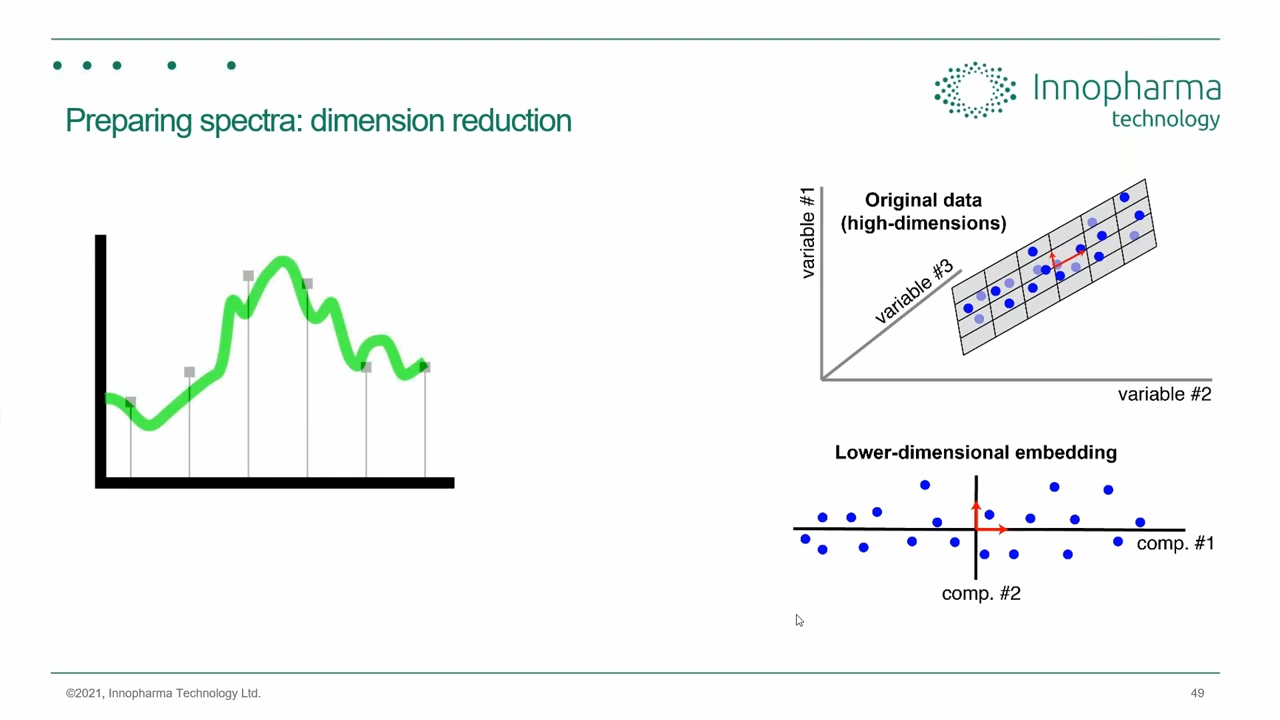 Innopharma
technology
Preparing spectra: dimension reduction
Original data
(high-dimensions)
variable #1
variable #3
variable #2
Lower-dimensional embedding
comp. #1
comp. #2
©2021, Innopharma Technology Ltd.
49